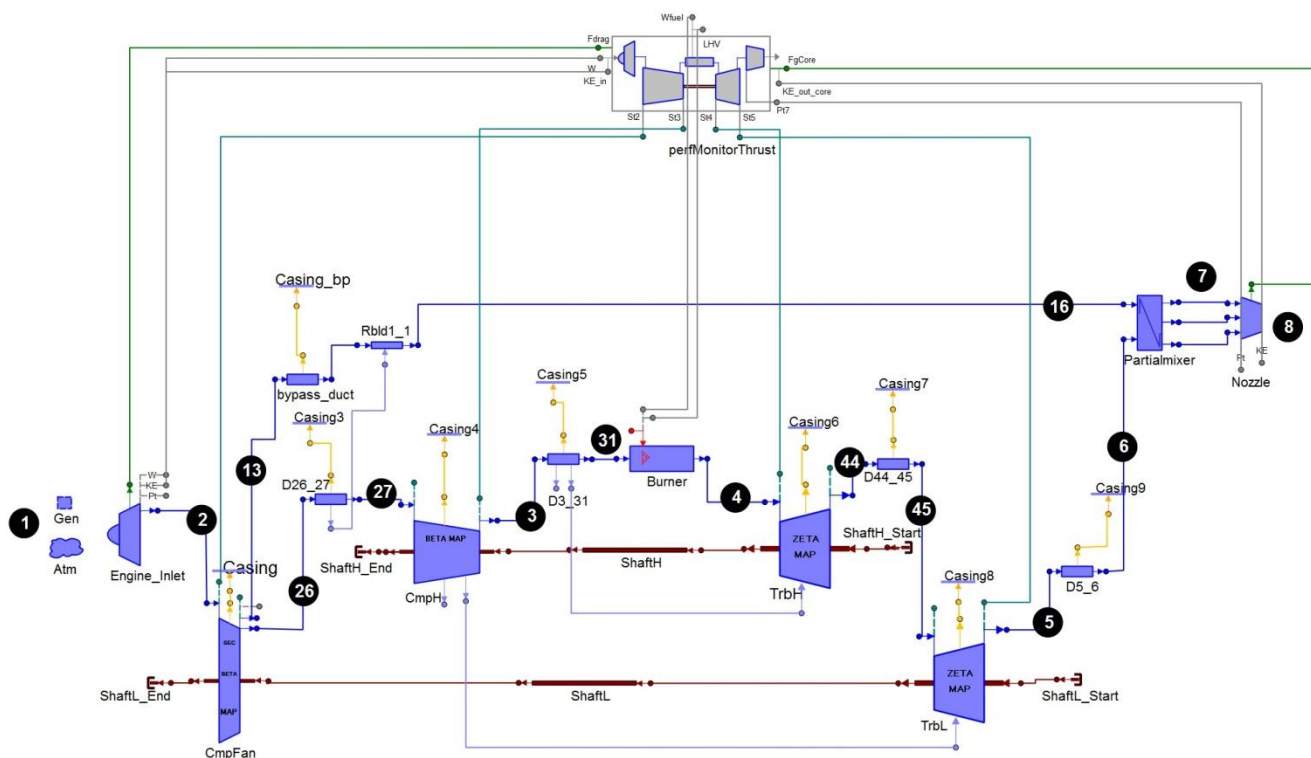 Wfuel
LHV
Fdrag
W
KE_in
FgCore
KE_out_core
Pt7
St2
St3
St4
St5
perfMonitorThrust
Casing_bp
Rbld1_1
16
7
8
Partialmixer
Pt
KE
Nozzle
bypass_duct
Casing3
Casing4
Casing5
Casing6
Casing7
13
D26_27
27
31
D3_31
Burner
4
44
D44_45
6
Casing9
1
Gen
Atm
W
KE
Pt
Engine_Inlet
2
Casing
26
3
BETA MAP
CmpH
ShaftH_End
ShaftH
ZETA
MAP
TrbH
ShaftH_Start
45
Casing8
5
D5_6
SEC
BETA
MAP
CmpFan
ShaftL_End
ShaftL
ZETA
MAP
TrbL
ShaftL_Start